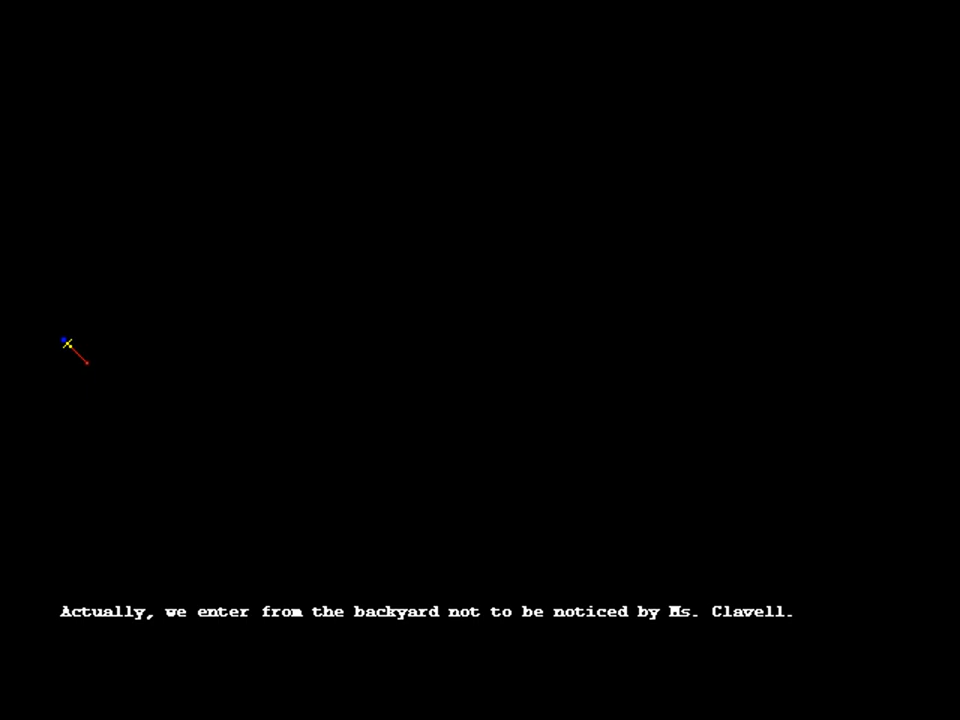 Actually, we enter from the backyard not to be noticed by Ms. Clavell.